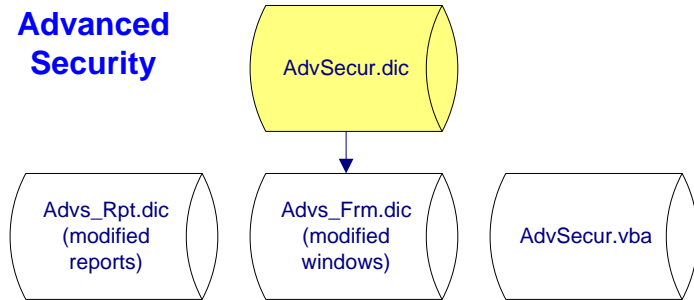 Advanced
Security
AdvSecur.dic
Advs_Rpt.dic
(modified
reports)
Advs_Frm.dic
(modified
windows)
AdvSecur.vba